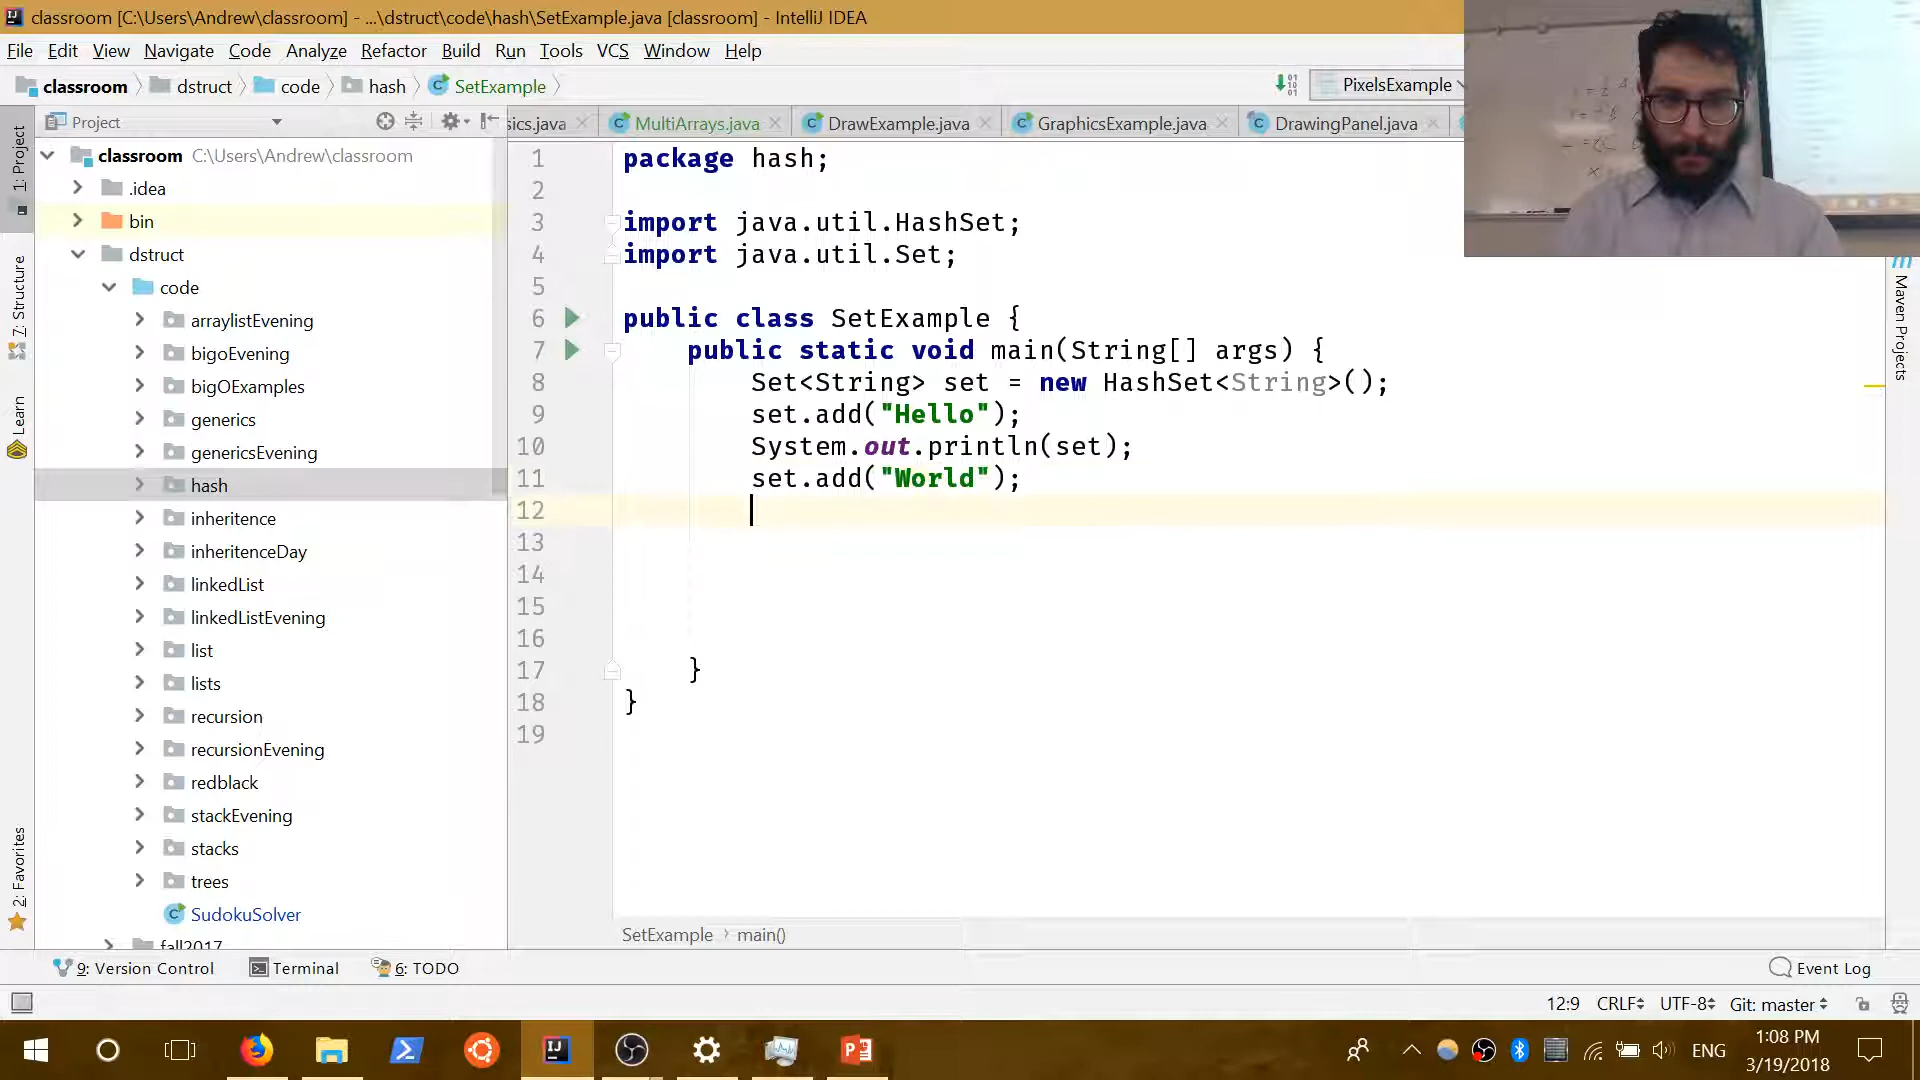 classroom [C:\Users\Andrew\classroom] - ...\dstruct\code\hash\SetExample.java [classroom] - IntelliJ IDEA
File Edit View Navigate Code Analyze Refactor Build Run Tools VCS Window Help
classroom dstruct code hash SetExample PixelsExample
Project sics.java MultiArrays.java DrawExample.java GraphicsExample.java DrawingPanel.java
1: Project
7: Structure
Learn
2: Favorites
classroom C:\Users\Andrew\classroom
.idea
bin
dstruct
code
arraylistEvening
bigoEvening
bigOExamples
generics
genericsEvening
hash
inheritence
inheritenceDay
linkedList
linkedListEvening
list
lists
recursion
recursionEvening
redblack
stackEvening
stacks
trees
SudokuSolver
fall2017
1 package hash;
2
3 import java.util.HashSet;
4 import java.util.Set;
5
6 public class SetExample {
7 public static void main(String[] args) {
8 Set<String> set = new HashSet<String>();
9 set.add("Hello");
10 System.out.println(set);
11 set.add("World");
12
13
14
15
16
17 }
18 }
19
Maven Projects
SetExample main()
9: Version Control Terminal 6: TODO Event Log
12:9 CRLF UTF-8 Git: master
ENG
1:08 PM
3/19/2018